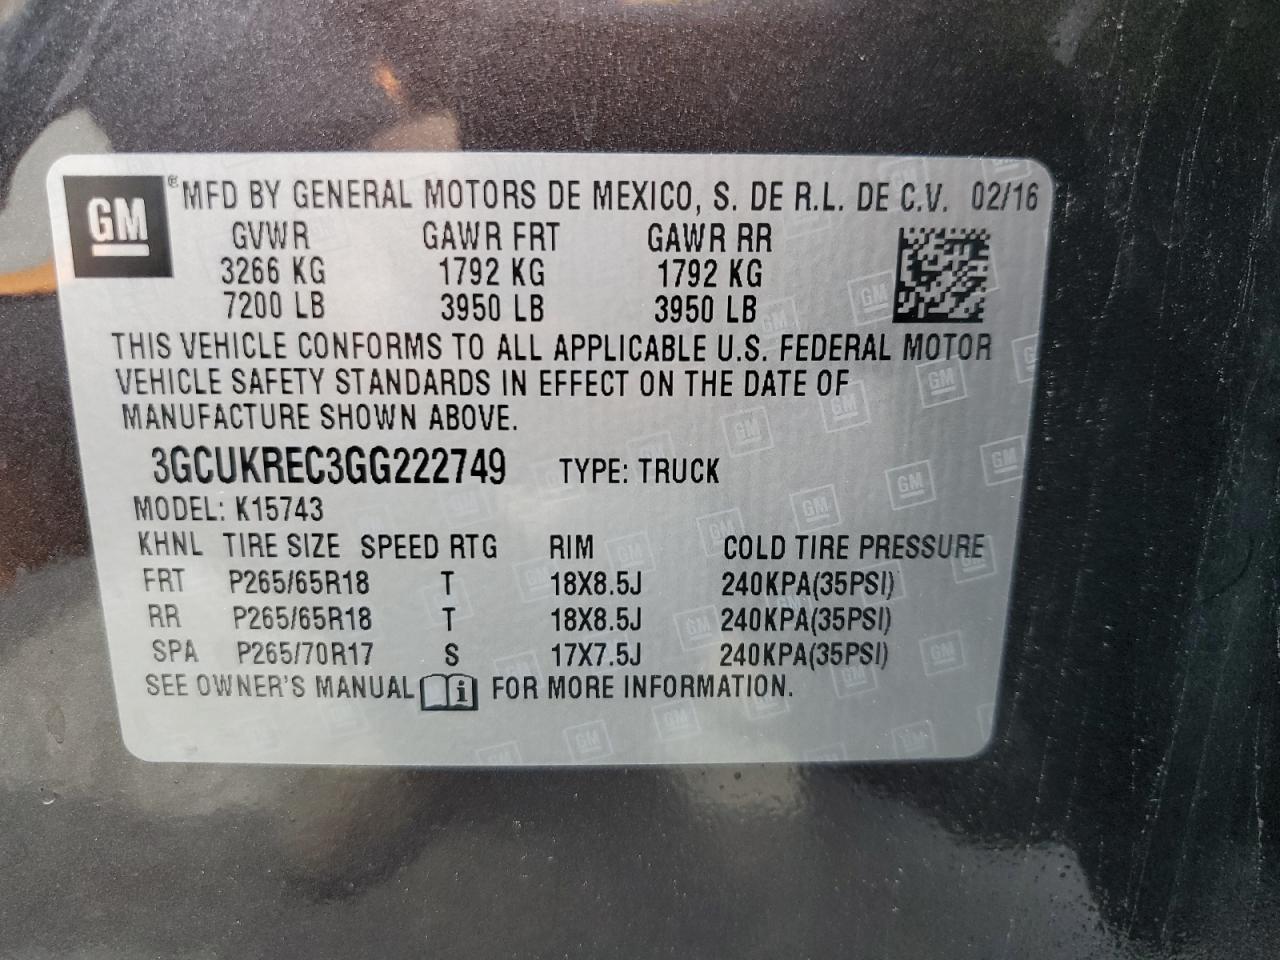 GM ® MFD BY GENERAL MOTORS DE MEXICO, S. DE R.L. DE C.V. 02/16
GVWR GAWR FRT GAWR RR
3266 KG 1792 KG 1792 KG
7200 LB 3950 LB 3950 LB
THIS VEHICLE CONFORMS TO ALL APPLICABLE U.S. FEDERAL MOTOR
VEHICLE SAFETY STANDARDS IN EFFECT ON THE DATE OF
MANUFACTURE SHOWN ABOVE.
3GCUKREC3GG222749 TYPE: TRUCK
MODEL: K15743
KHNL TIRE SIZE SPEED RTG RIM COLD TIRE PRESSURE
FRT P265/65R18 T 18X8.5J 240KPA(35PSI)
RR P265/65R18 T 18X8.5J 240KPA(35PSI)
SPA P265/70R17 S 17X7.5J 240KPA(35PSI)
SEE OWNER'S MANUAL i FOR MORE INFORMATION.